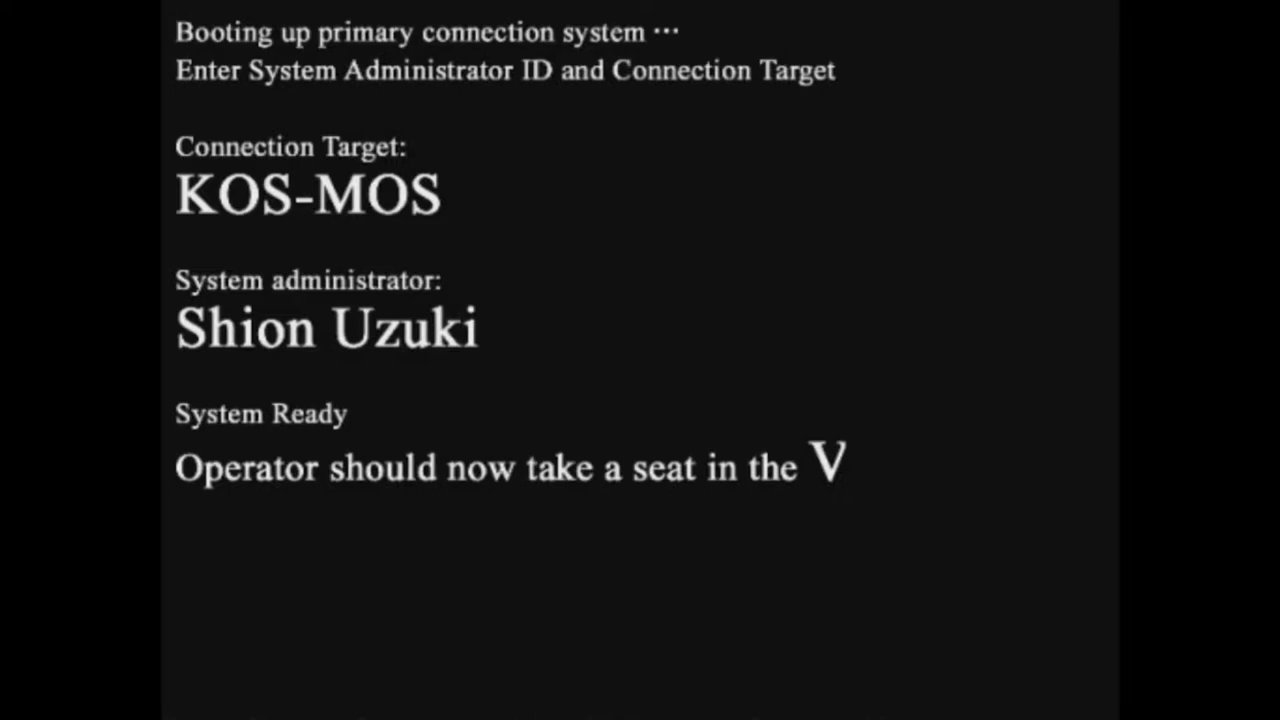 Booting up primary connection system ···
Enter System Administrator ID and Connection Target
Connection Target:
KOS-MOS
System administrator:
Shion Uzuki
System Ready
Operator should now take a seat in the V